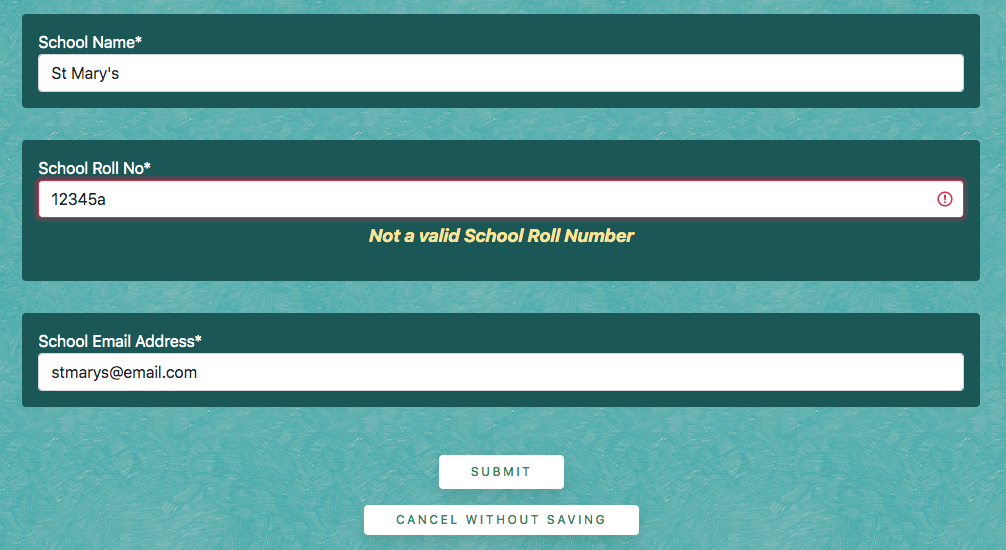 School Name*
St Mary's
School Roll No*
12345a
Not a valid School Roll Number
School Email Address*
stmarys@email.com
SUBMIT
CANCEL WITHOUT SAVING